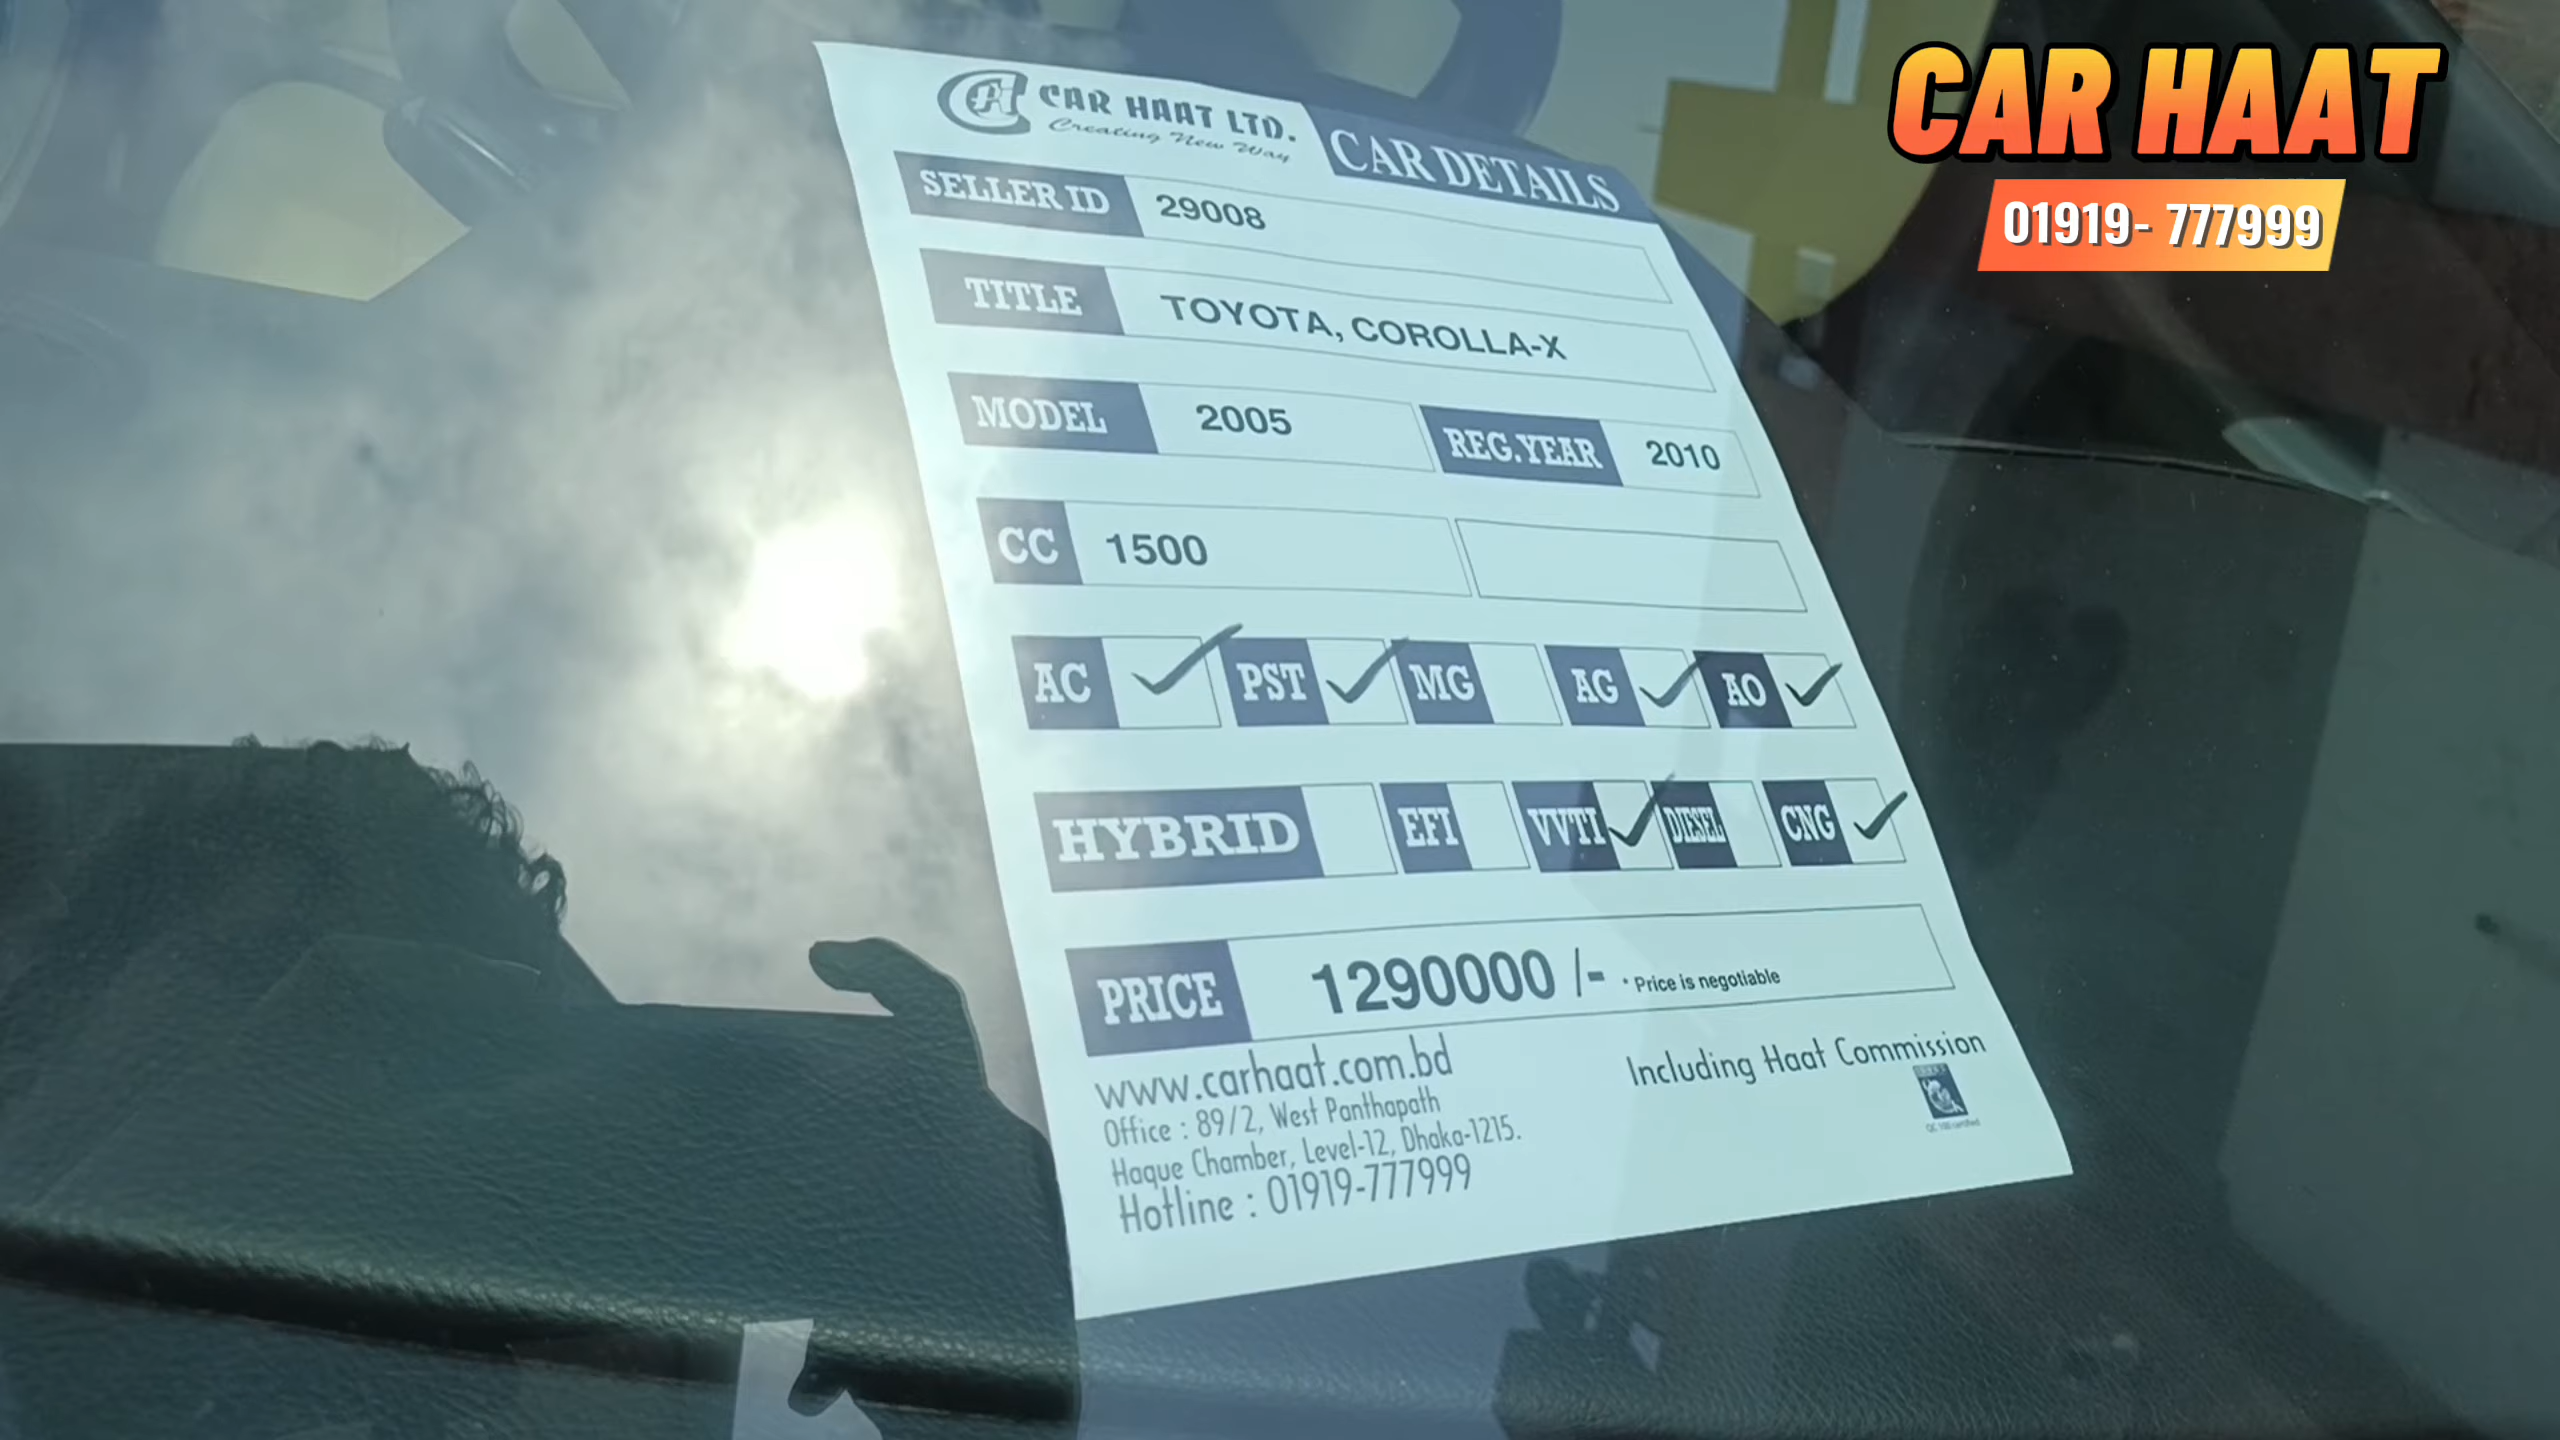 CAR HAAT
01919- 777999
CAR HAAT LTD.
Creating New Way
CAR DETAILS
SELLER ID 29008
TITLE TOYOTA, COROLLA-X
MODEL 2005 REG.YEAR 2010
CC 1500
AC ✓ PST ✓ MG AG ✓ AO ✓
HYBRID EFI VVTI ✓ DIESEL CNG ✓
PRICE 1290000 /- * Price is negotiable
www.carhaat.com.bd
Including Haat Commission
Office : 89/2, West Panthapath
Haque Chamber, Level-12, Dhaka-1215.
Hotline : 01919-777999